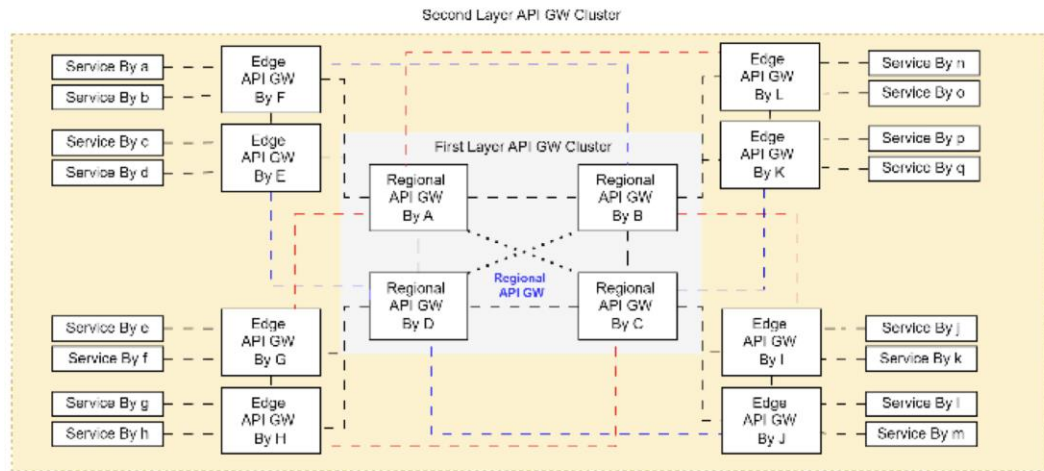 Second Layer API GW Cluster
Service By a
Service By b
Edge
API GW
By F
Service By c
Service By d
Edge
API GW
By E
Edge
API GW
By L
Service By n
Service By o
Edge
API GW
By K
Service By p
Service By q
First Layer API GW Cluster
Regional
API GW
By A
Regional
API GW
By B
Regional
API GW
By D
Regional
API GW
Regional
API GW
By C
Service By e
Service By f
Edge
API GW
By G
Service By g
Service By h
Edge
API GW
By H
Edge
API GW
By I
Service By j
Service By k
Edge
API GW
By J
Service By l
Service By m